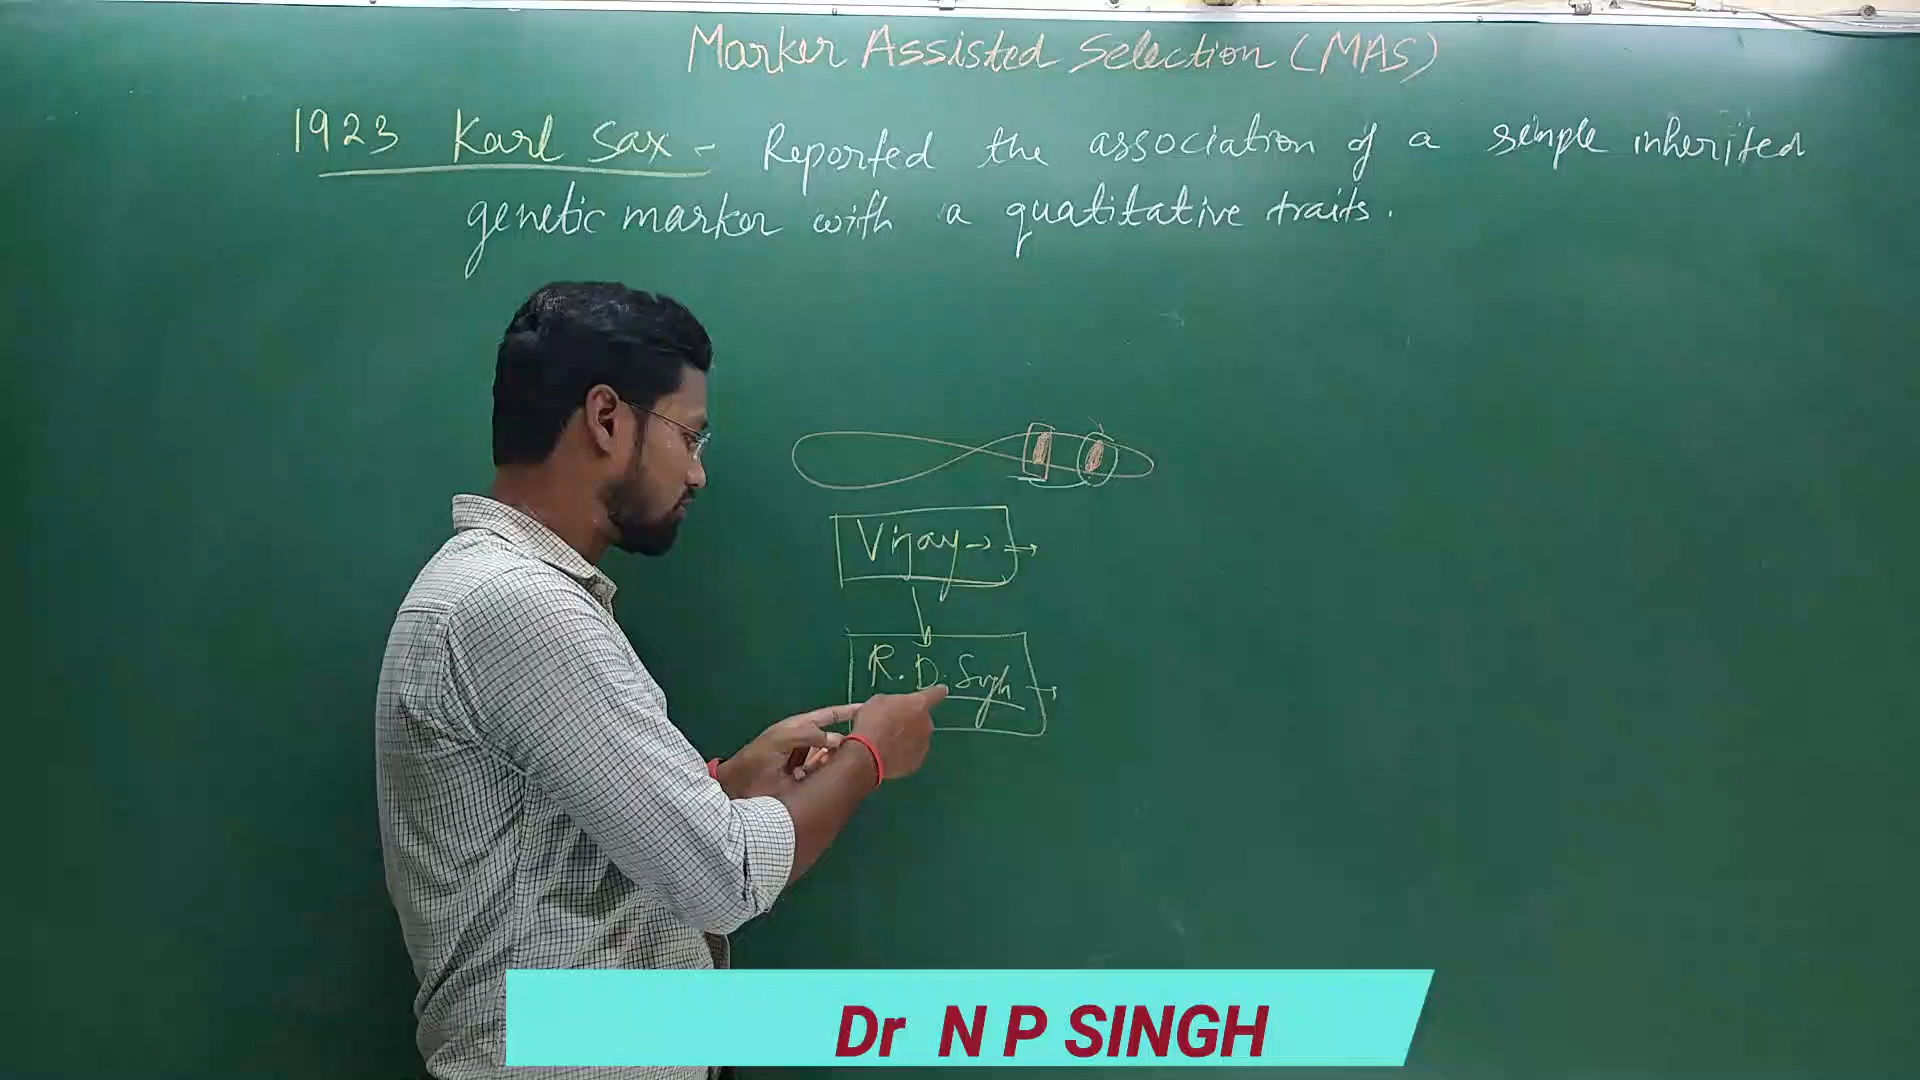 Marker Assisted Selection (MAS)
1923 Karl Sax - Reported the association of a simple inherited
genetic marker with a quatitative traits.
Vijay →
R. D. Singh
Dr N P SINGH